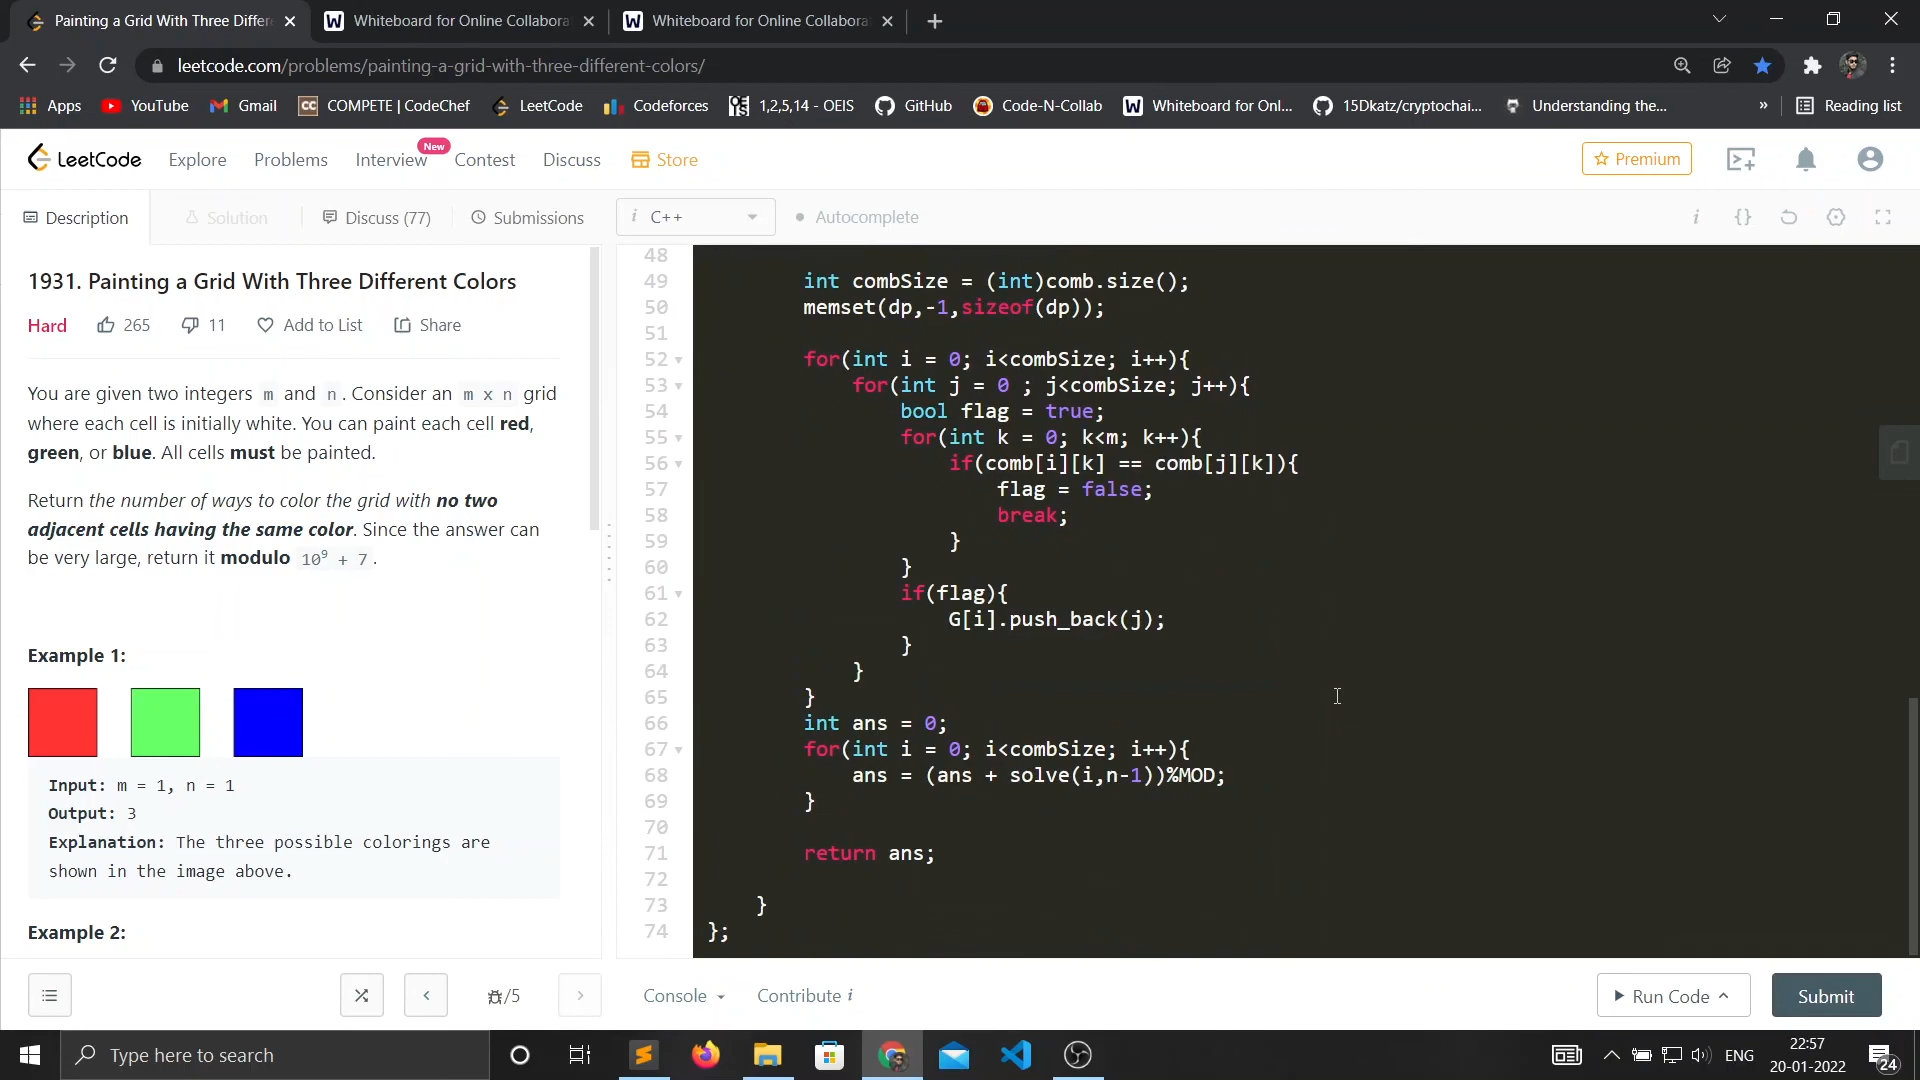 Painting a Grid With Three Differe
Whiteboard for Online Collabora
Whiteboard for Online Collabora
leetcode.com/problems/painting-a-grid-with-three-different-colors/
Apps YouTube Gmail COMPETE | CodeChef LeetCode Codeforces 1,2,5,14 - OEIS GitHub Code-N-Collab Whiteboard for Onl... 15Dkatz/cryptochai... Understanding the... » Reading list
LeetCode Explore Problems Interview New Contest Discuss Store Premium
Description Solution Discuss (77) Submissions i C++ Autocomplete i {}
1931. Painting a Grid With Three Different Colors
Hard 265 11 Add to List Share
You are given two integers m and n. Consider an m x n grid
where each cell is initially white. You can paint each cell red,
green, or blue. All cells must be painted.
Return the number of ways to color the grid with no two
adjacent cells having the same color. Since the answer can
be very large, return it modulo 10⁹ + 7.
Example 1:
Input: m = 1, n = 1
Output: 3
Explanation: The three possible colorings are
shown in the image above.
Example 2:
48
49 int combSize = (int)comb.size();
50 memset(dp,-1,sizeof(dp));
51
52 for(int i = 0; i<combSize; i++){
53 for(int j = 0 ; j<combSize; j++){
54 bool flag = true;
55 for(int k = 0; k<m; k++){
56 if(comb[i][k] == comb[j][k]){
57 flag = false;
58 break;
59 }
60 }
61 if(flag){
62 G[i].push_back(j);
63 }
64 }
65 }
66 int ans = 0;
67 for(int i = 0; i<combSize; i++){
68 ans = (ans + solve(i,n-1))%MOD;
69 }
70
71 return ans;
72
73 }
74 };
/5 Console Contribute i Run Code Submit
Type here to search
ENG
22:57
20-01-2022
24